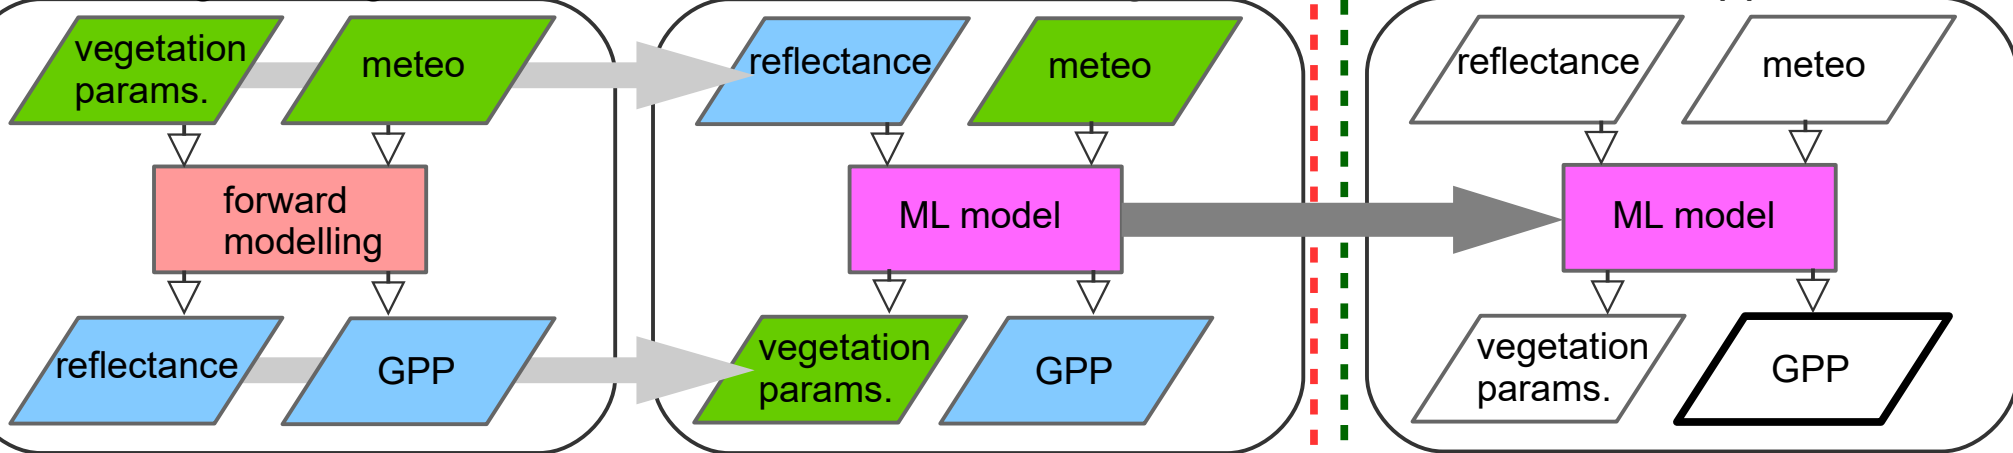 vegetation
params.
meteo
forward
modelling
reflectance
GPP
reflectance
meteo
ML model
vegetation
params.
GPP
reflectance
meteo
ML model
vegetation
params.
GPP